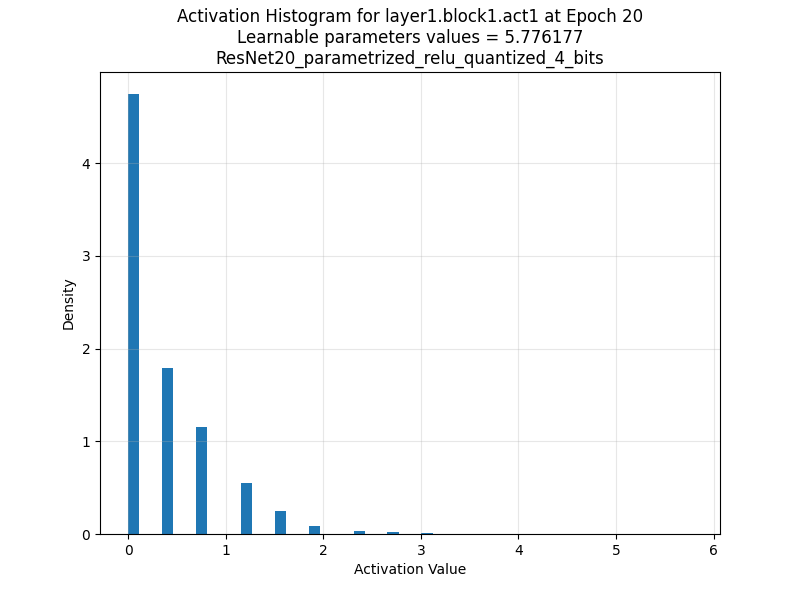 Activation Histogram for layer1.block1.act1 at Epoch 20
Learnable parameters values = 5.776177
ResNet20_parametrized_relu_quantized_4_bits
4
3
2
1
0
Density
0 1 2 3 4 5 6
Activation Value